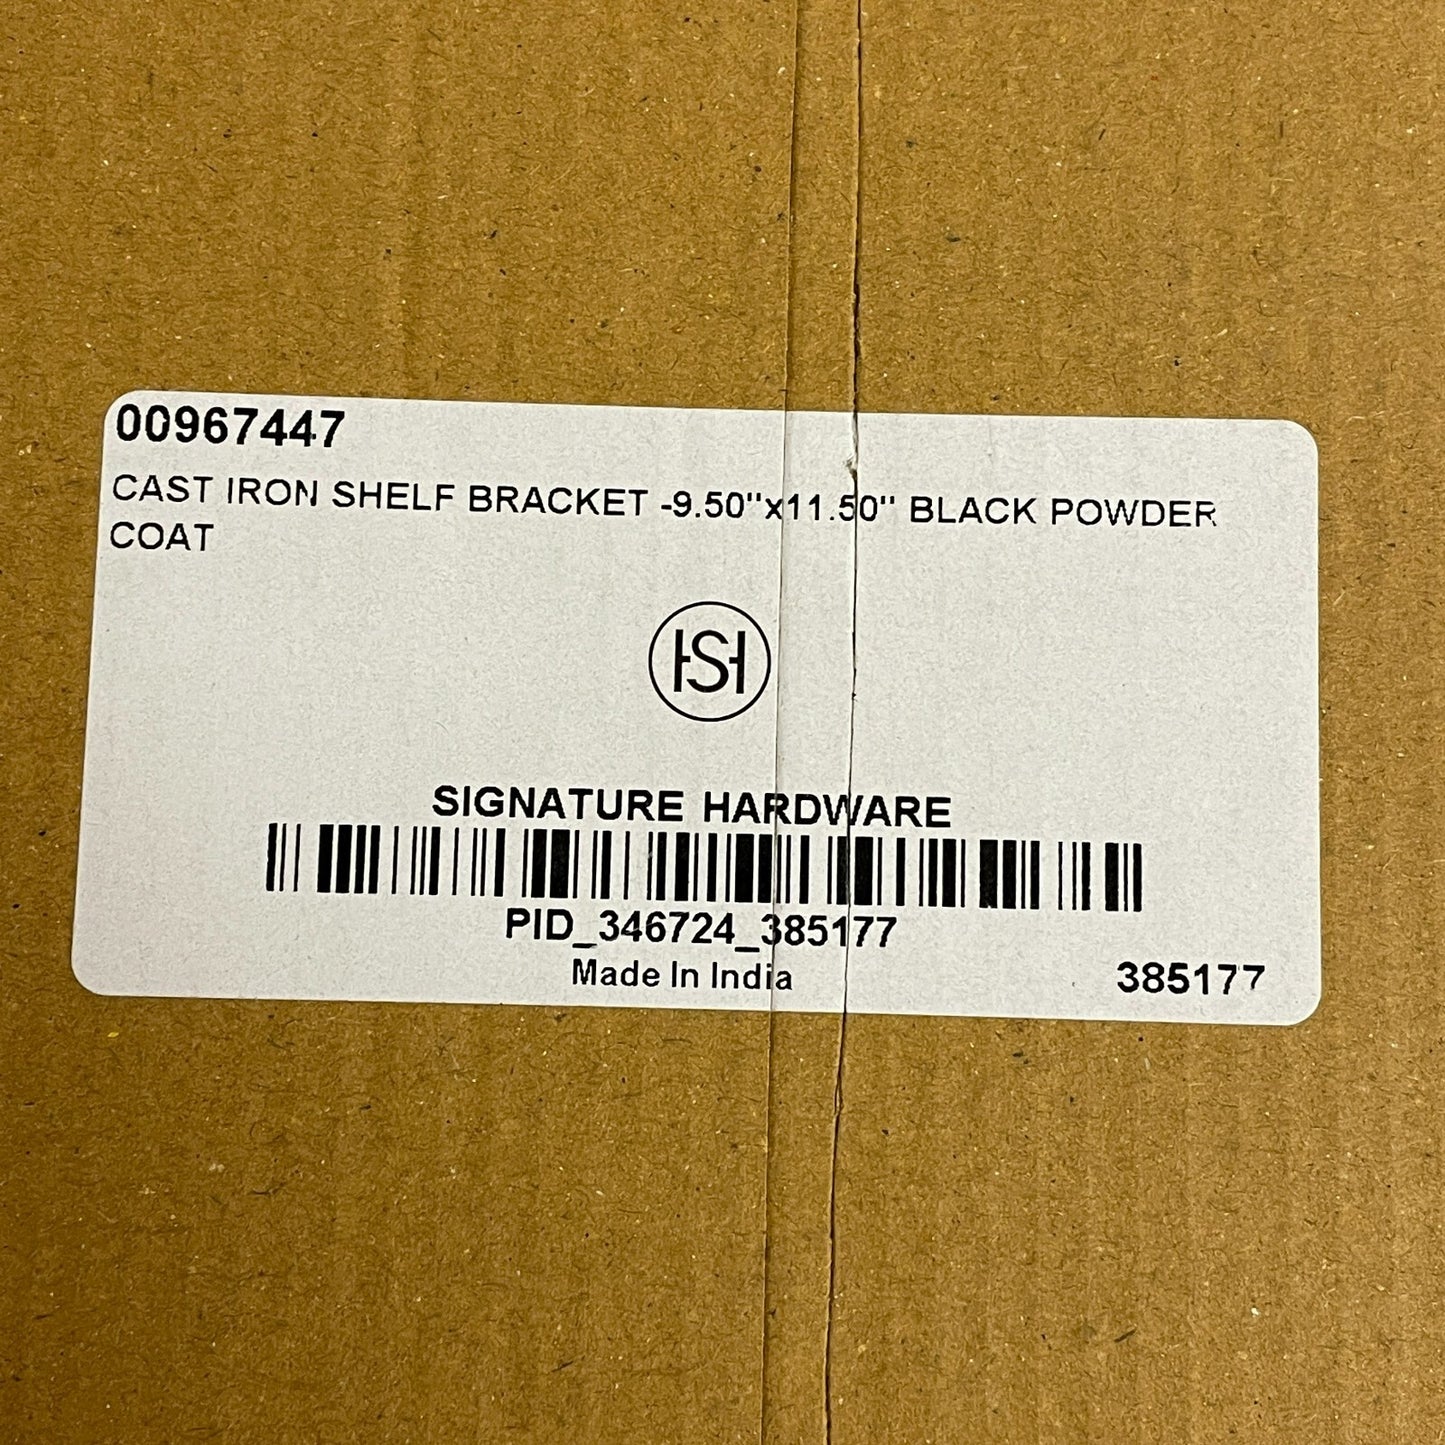 00967447
CAST IRON SHELF BRACKET -9.50"x11.50" BLACK POWDER
COAT
HSH
SIGNATURE HARDWARE
PID_346724_385177
Made In India
385177